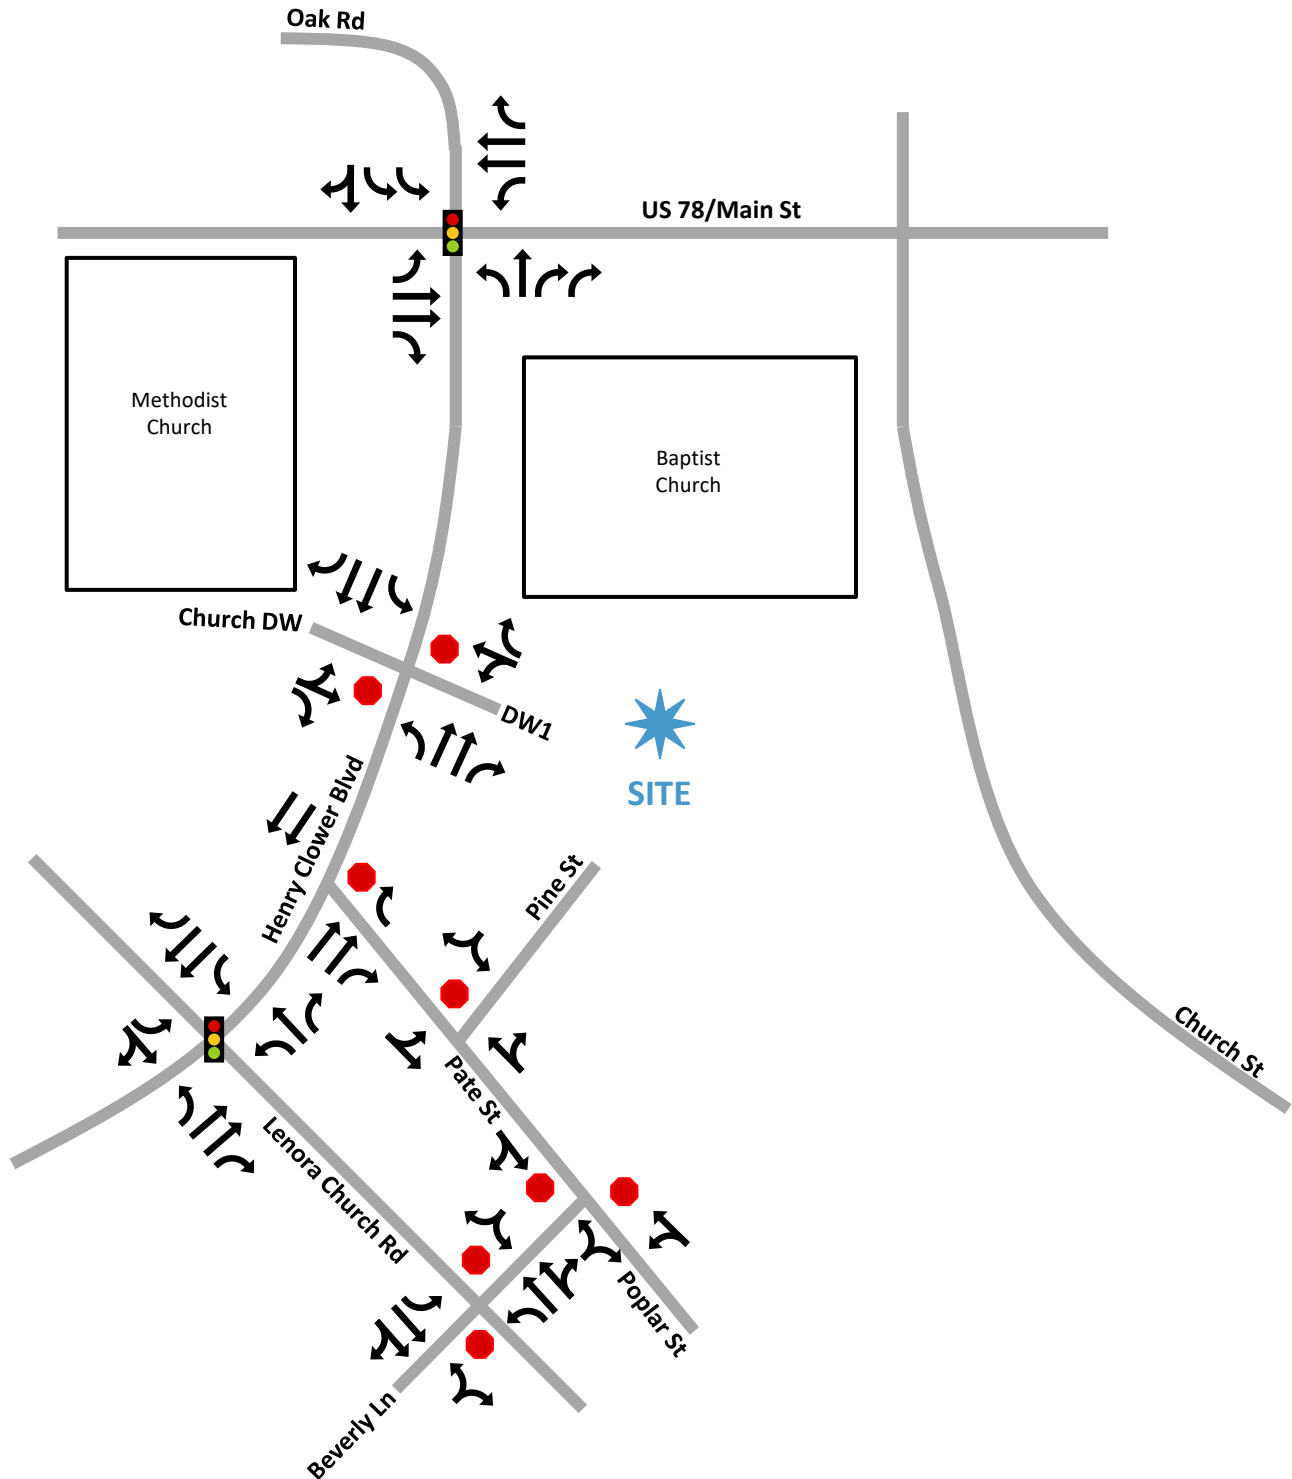 Oak Rd
US 78/Main St
Methodist
Church
Baptist
Church
Church DW
DW1
SITE
Henry Clower Blvd
Pine St
Church St
Pate St
Lenora Church Rd
Poplar St
Beverly Ln